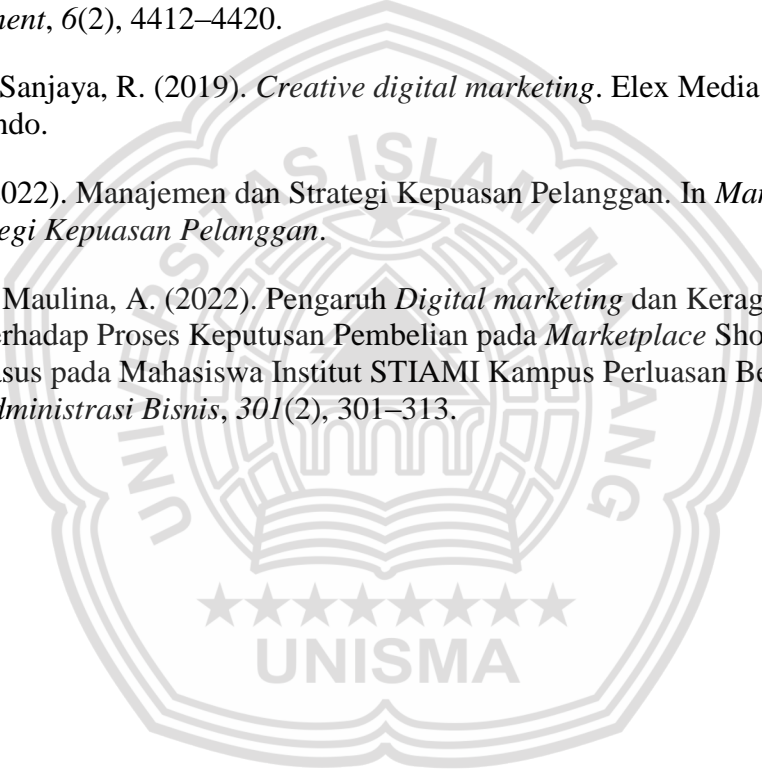 ment, 6(2), 4412–4420.
Sanjaya, R. (2019). Creative digital marketing. Elex Media
ndo.
022). Manajemen dan Strategi Kepuasan Pelanggan. In Mar
egi Kepuasan Pelanggan.
Maulina, A. (2022). Pengaruh Digital marketing dan Kerag
erhadap Proses Keputusan Pembelian pada Marketplace Sho
asus pada Mahasiswa Institut STIAMI Kampus Perluasan Be
dministrasi Bisnis, 301(2), 301–313.
UNIVERSITAS ISLAM MALANG
UNISMA